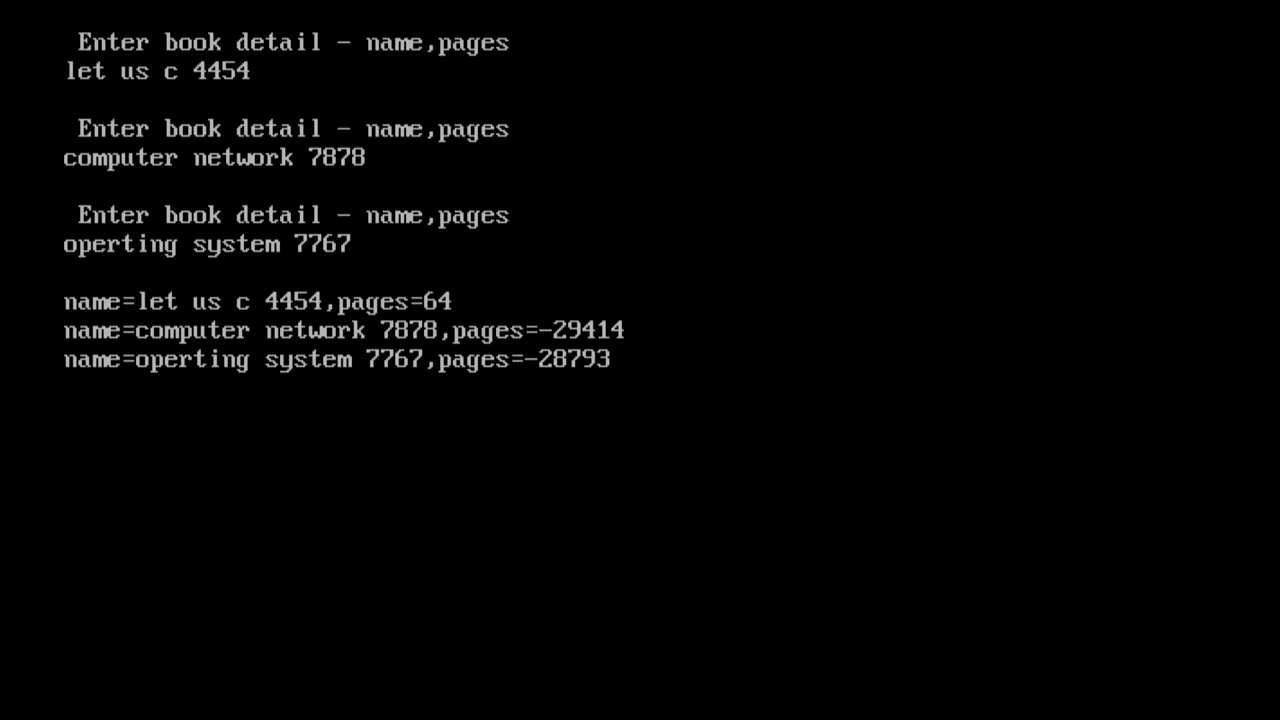 Enter book detail - name,pages
let us c 4454
Enter book detail - name,pages
computer network 7878
Enter book detail - name,pages
operting system 7767
name=let us c 4454,pages=64
name=computer network 7878,pages=-29414
name=operting system 7767,pages=-28793